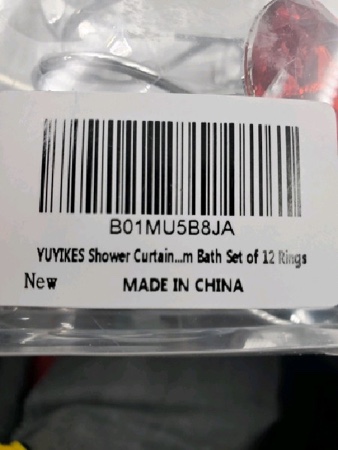 B01MU5B8JA
YUYIKES Shower Curtain...m Bath Set of 12 Rings
New MADE IN CHINA